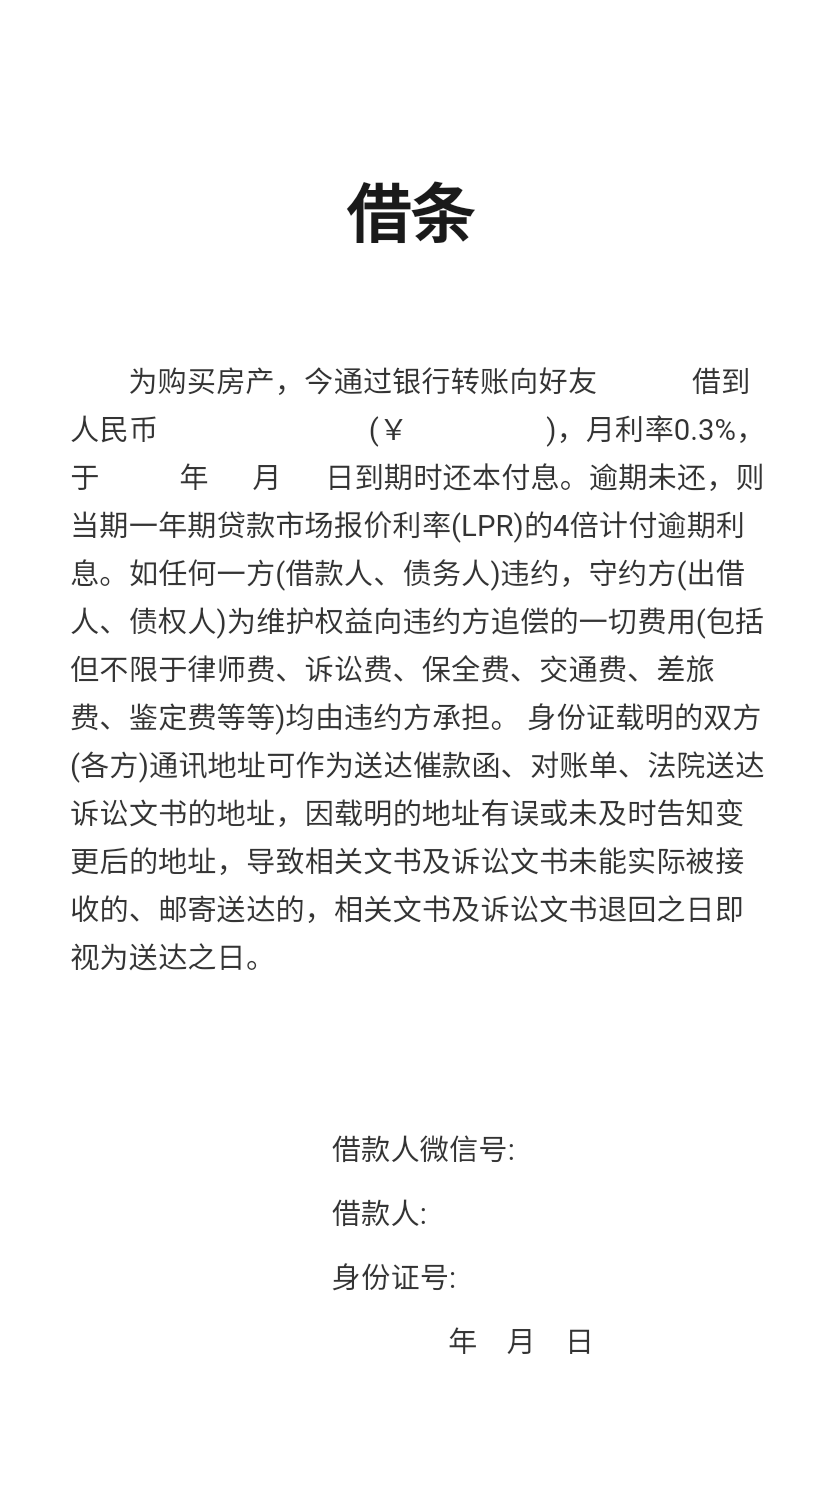 借条
为购买房产，今通过银行转账向好友 借到
人民币 (￥ )，月利率0.3%，
于 年 月 日到期时还本付息。逾期未还，则
当期一年期贷款市场报价利率(LPR)的4倍计付逾期利
息。如任何一方(借款人、债务人)违约，守约方(出借
人、债权人)为维护权益向违约方追偿的一切费用(包括
但不限于律师费、诉讼费、保全费、交通费、差旅
费、鉴定费等等)均由违约方承担。 身份证载明的双方
(各方)通讯地址可作为送达催款函、对账单、法院送达
诉讼文书的地址，因载明的地址有误或未及时告知变
更后的地址，导致相关文书及诉讼文书未能实际被接
收的、邮寄送达的，相关文书及诉讼文书退回之日即
视为送达之日。
借款人微信号:
借款人:
身份证号:
年 月 日